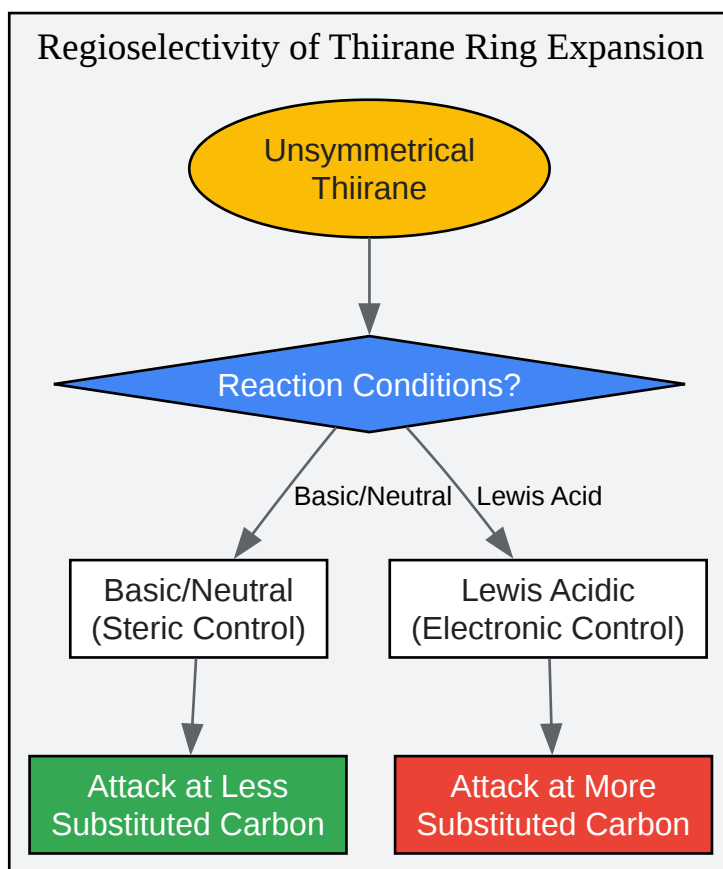 Regioselectivity of Thiirane Ring Expansion
Unsymmetrical
Thiirane
Reaction Conditions?
Basic/Neutral
Lewis Acid
Basic/Neutral
(Steric Control)
Lewis Acidic
(Electronic Control)
Attack at Less
Substituted Carbon
Attack at More
Substituted Carbon